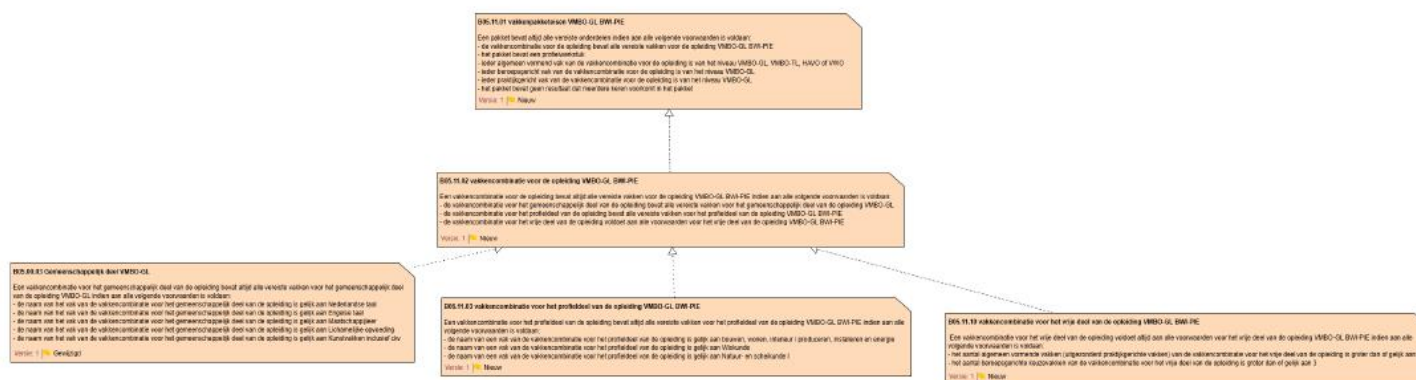 B05.11.01 vakkenpakketeisen VMBO-GL BWI-PIE
Een pakket bevat altijd alle vereiste onderdelen indien aan alle volgende voorwaarden is voldaan:
- de vakkencombinatie voor de opleiding bevat alle vereiste vakken voor de opleiding VMBO-GL BWI-PIE
- het pakket bevat een profielwerkstuk
- ieder algemeen vormend vak van de vakkencombinatie voor de opleiding is van het niveau VMBO-GL, VMBO-TL, HAVO of VWO
- ieder beroepsgericht vak van de vakkencombinatie voor de opleiding is van het niveau VMBO-GL
- ieder praktijkgericht vak van de vakkencombinatie voor de opleiding is van het niveau VMBO-GL
- het pakket bevat geen resultaat dat meerdere keren voorkomt in het pakket
Versie: 1 Nieuw
B05.11.02 vakkencombinatie voor de opleiding VMBO-GL BWI-PIE
Een vakkencombinatie voor de opleiding bevat altijd alle vereiste vakken voor de opleiding VMBO-GL BWI-PIE indien aan alle volgende voorwaarden is voldaan:
- de vakkencombinatie voor het gemeenschappelijk deel van de opleiding bevat alle vereiste vakken voor het gemeenschappelijk deel van de opleiding VMBO-GL
- de vakkencombinatie voor het profieldeel van de opleiding bevat alle vereiste vakken voor het profieldeel van de opleiding VMBO-GL BWI-PIE
- de vakkencombinatie voor het vrije deel van de opleiding voldoet aan alle voorwaarden voor het vrije deel van de opleiding VMBO-GL BWI-PIE
Versie: 1 Nieuw
B05.00.03 Gemeenschappelijk deel VMBO-GL
Een vakkencombinatie voor het gemeenschappelijk deel van de opleiding bevat altijd alle vereiste vakken voor het gemeenschappelijk deel
van de opleiding VMBO-GL indien aan alle volgende voorwaarden is voldaan:
- de naam van het vak van de vakkencombinatie voor het gemeenschappelijk deel van de opleiding is gelijk aan Nederlandse taal
- de naam van het vak van de vakkencombinatie voor het gemeenschappelijk deel van de opleiding is gelijk aan Engelse taal
- de naam van het vak van de vakkencombinatie voor het gemeenschappelijk deel van de opleiding is gelijk aan Maatschappijleer
- de naam van het vak van de vakkencombinatie voor het gemeenschappelijk deel van de opleiding is gelijk aan Lichamelijke opvoeding
- de naam van het vak van de vakkencombinatie voor het gemeenschappelijk deel van de opleiding is gelijk aan Kunstvakken inclusief ckv
Versie: 1 Gewijzigd
B05.11.03 vakkencombinatie voor het profieldeel van de opleiding VMBO-GL BWI-PIE
Een vakkencombinatie voor het profieldeel van de opleiding bevat altijd alle vereiste vakken voor het profieldeel van de opleiding VMBO-GL BWI-PIE indien aan alle
volgende voorwaarden is voldaan:
- de naam van een vak van de vakkencombinatie voor het profieldeel van de opleiding is gelijk aan bouwen, wonen, interieur / produceren, installeren en energie
- de naam van een vak van de vakkencombinatie voor het profieldeel van de opleiding is gelijk aan Wiskunde
- de naam van een vak van de vakkencombinatie voor het profieldeel van de opleiding is gelijk aan Natuur- en scheikunde I
Versie: 1 Nieuw
B05.11.10 vakkencombinatie voor het vrije deel van de opleiding VMBO-GL BWI-PIE
Een vakkencombinatie voor het vrije deel van de opleiding voldoet altijd aan alle voorwaarden voor het vrije deel van de opleiding VMBO-GL BWI-PIE indien aan alle
volgende voorwaarden is voldaan:
- het aantal algemeen vormende vakken (uitgezonderd praktijkgerichte vakken) van de vakkencombinatie voor het vrije deel van de opleiding is groter dan of gelijk aan
- het aantal beroepsgerichte keuzevakken van de vakkencombinatie voor het vrije deel van de opleiding is groter dan of gelijk aan
Versie: 1 Nieuw